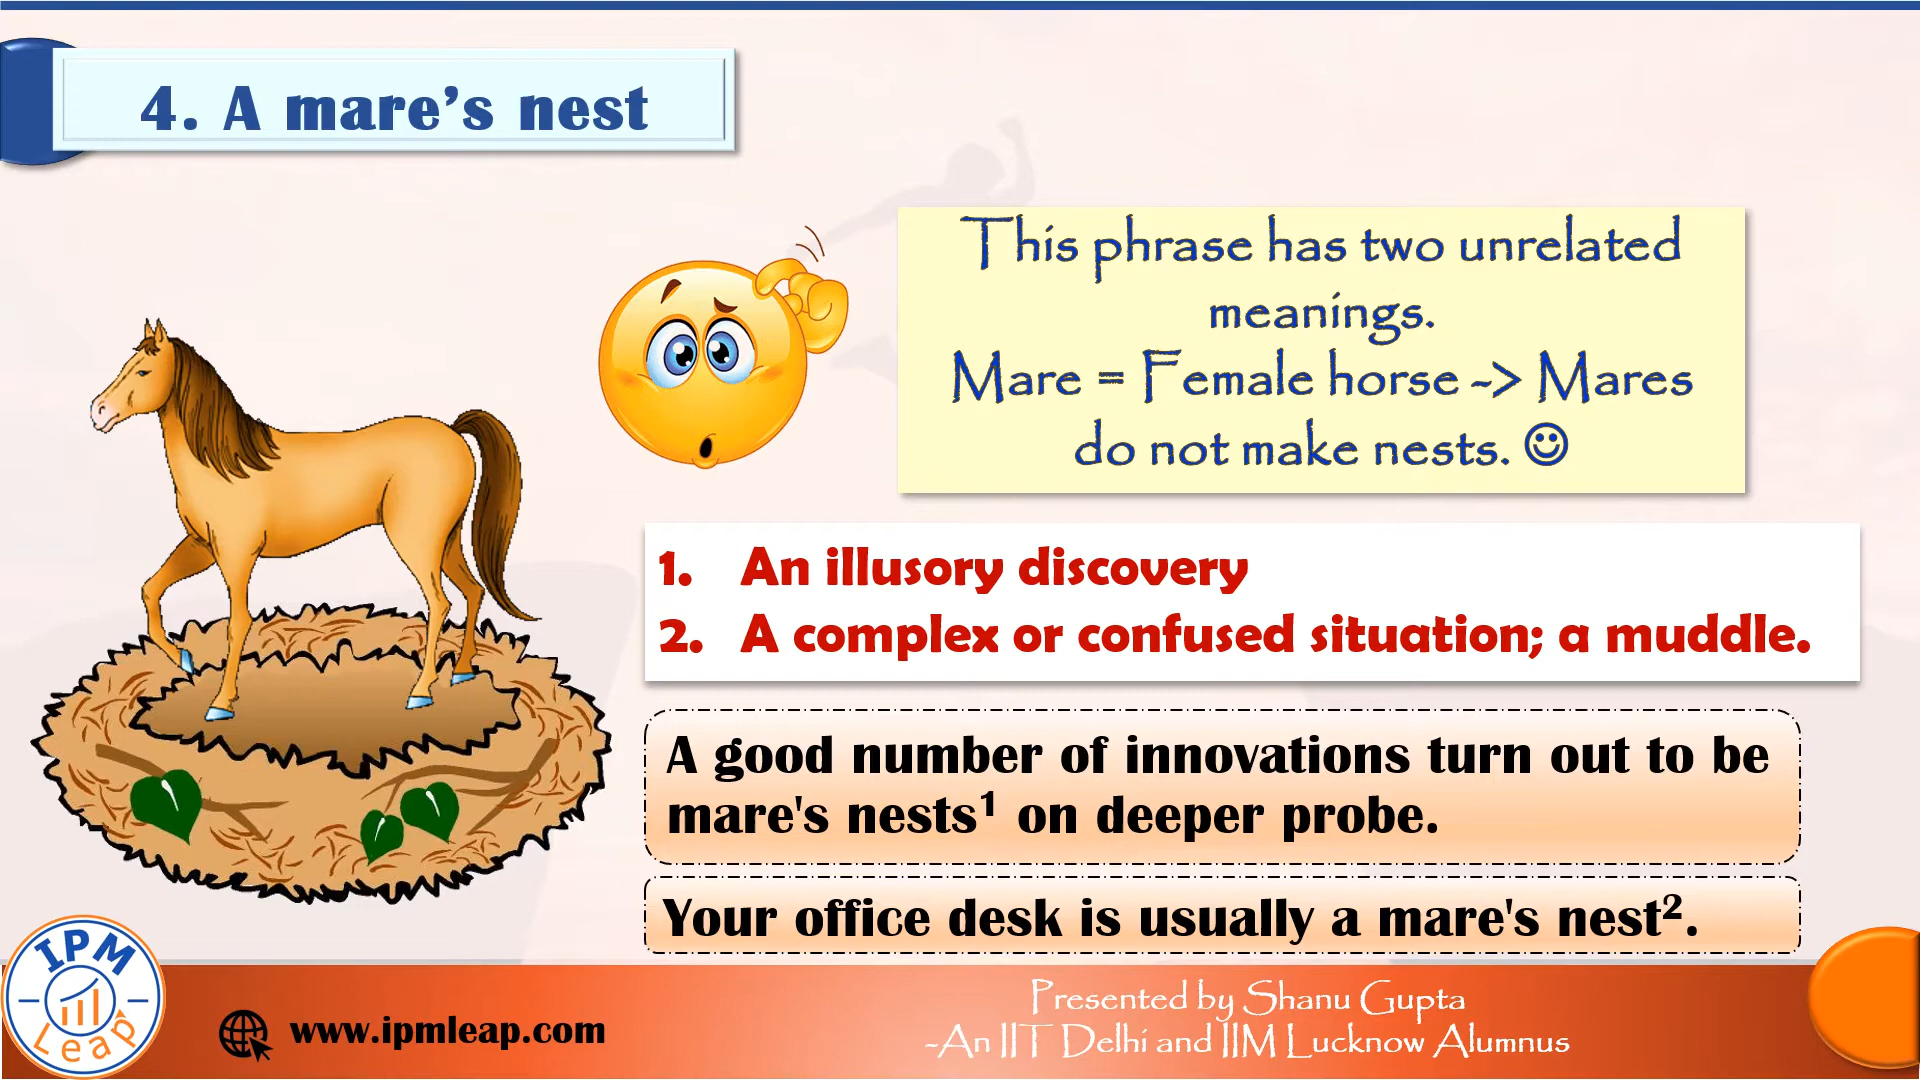 4. A mare’s nest
This phrase has two unrelated
meanings.
Mare = Female horse -> Mares
do not make nests. ☺
1. An illusory discovery
2. A complex or confused situation; a muddle.
A good number of innovations turn out to be
mare's nests¹ on deeper probe.
Your office desk is usually a mare's nest².
IPM
Leap
www.ipmleap.com
Presented by Shanu Gupta
-An IIT Delhi and IIM Lucknow Alumnus